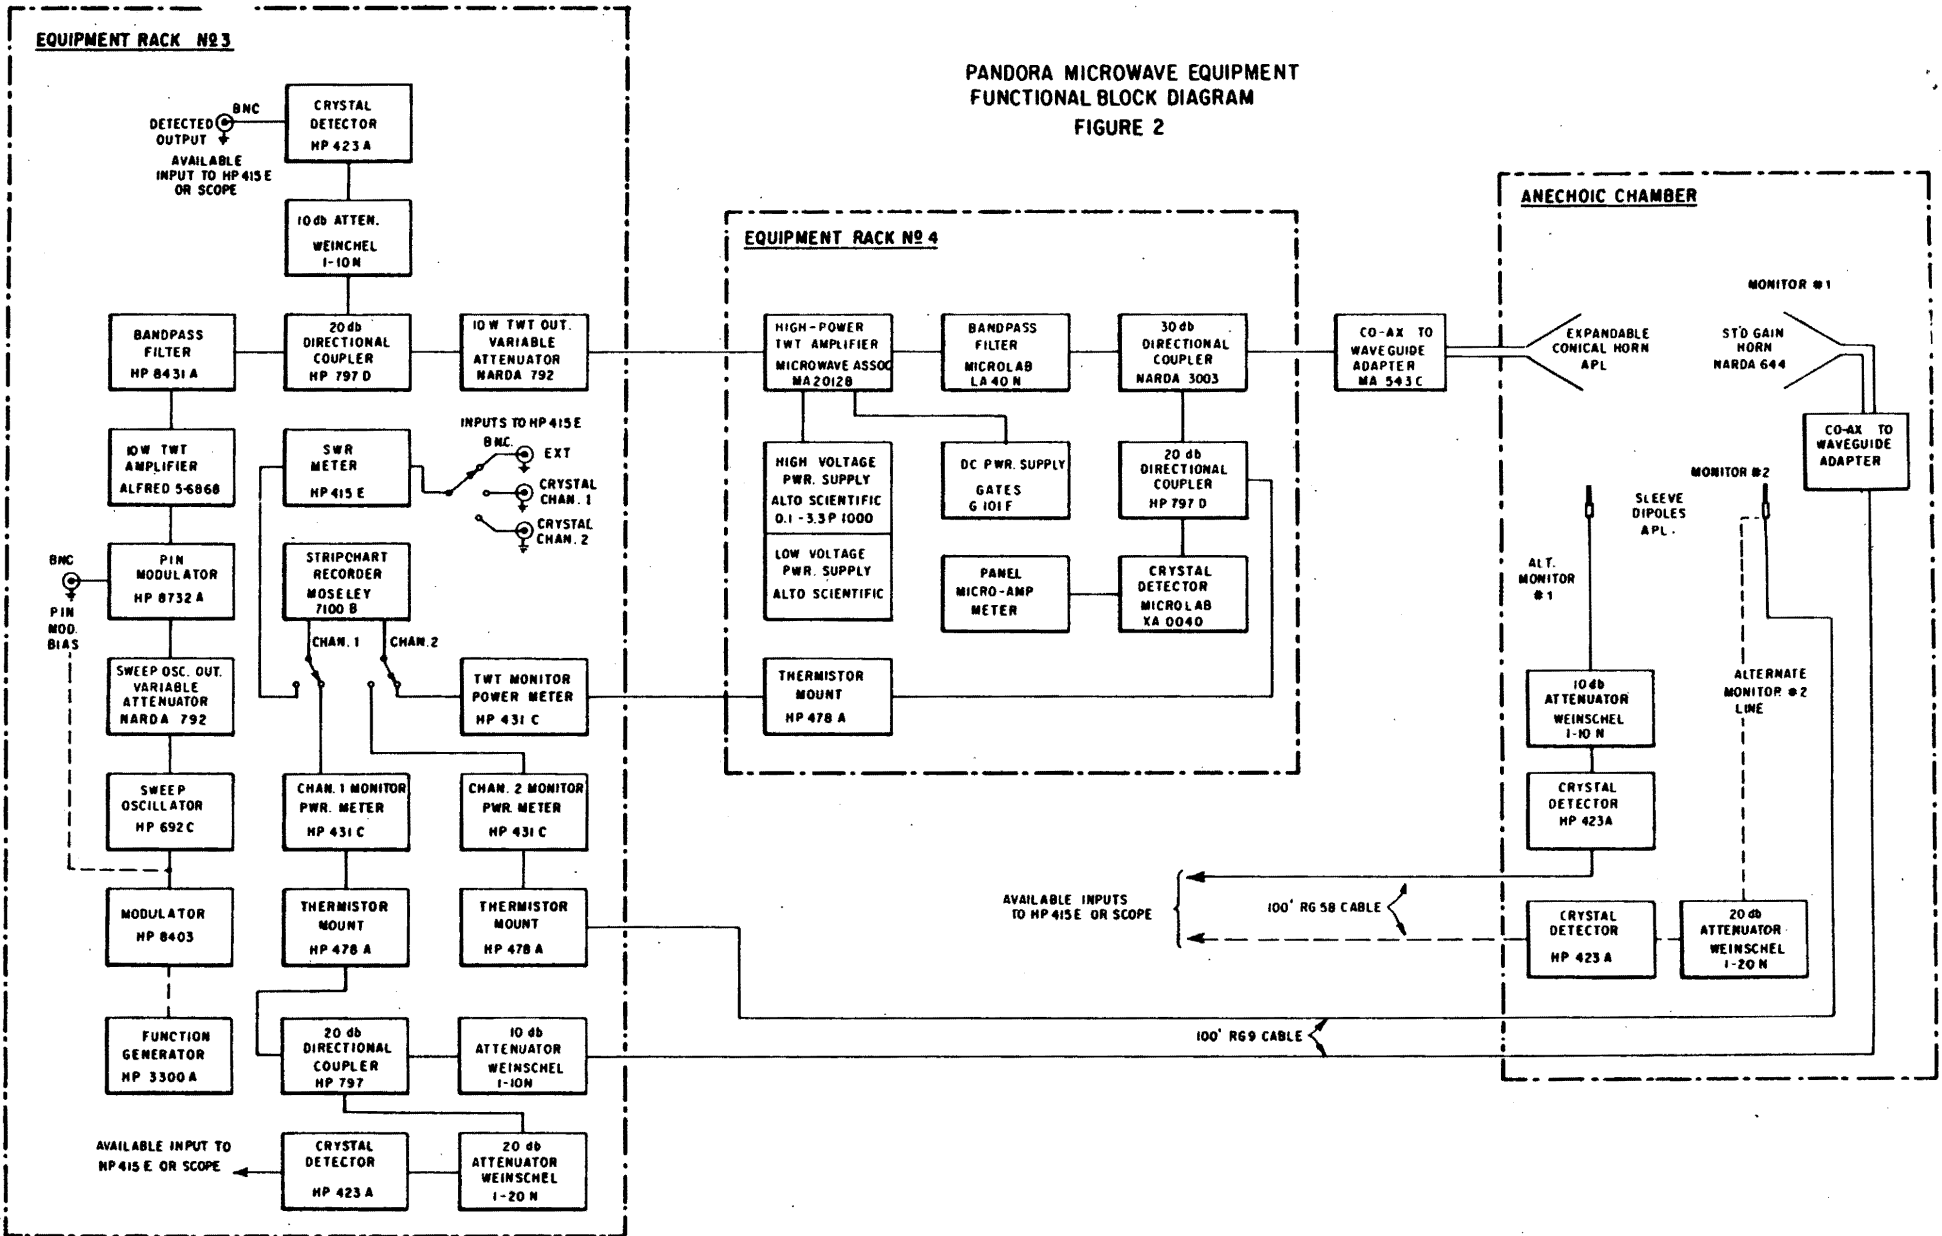 EQUIPMENT RACK Nº3
PANDORA MICROWAVE EQUIPMENT
FUNCTIONAL BLOCK DIAGRAM
FIGURE 2
BNC
DETECTED
OUTPUT
AVAILABLE
INPUT TO HP 415 E
OR SCOPE
CRYSTAL
DETECTOR
HP 423 A
10 db ATTEN.
WEINCHEL
1-10 N
BANDPASS
FILTER
HP 8431 A
20 db
DIRECTIONAL
COUPLER
HP 797 D
10 W TWT OUT.
VARIABLE
ATTENUATOR
NARDA 792
10W TWT
AMPLIFIER
ALFRED 5-6868
SWR
METER
HP 415 E
INPUTS TO HP 415 E
BNC.
EXT
CRYSTAL
CHAN. 1
CRYSTAL
CHAN. 2
BNC
PIN
MOD.
BIAS
PIN
MODULATOR
HP 8732 A
STRIPCHART
RECORDER
MOSELEY
7100 B
CHAN. 1
CHAN. 2
SWEEP OSC. OUT.
VARIABLE
ATTENUATOR
NARDA 792
TWT MONITOR
POWER METER
HP 431 C
SWEEP
OSCILLATOR
HP 692 C
CHAN. 1 MONITOR
PWR. METER
HP 431 C
CHAN. 2 MONITOR
PWR. METER
HP 431 C
MODULATOR
HP 8403
THERMISTOR
MOUNT
HP 478 A
THERMISTOR
MOUNT
HP 478 A
FUNCTION
GENERATOR
HP 3300 A
20 db
DIRECTIONAL
COUPLER
HP 797
10 db
ATTENUATOR
WEINSCHEL
1-10N
AVAILABLE INPUT TO
HP 415 E OR SCOPE
CRYSTAL
DETECTOR
HP 423 A
20 db
ATTENUATOR
WEINSCHEL
1-20 N
EQUIPMENT RACK Nº 4
HIGH-POWER
TWT AMPLIFIER
MICROWAVE ASSOC
MA 2012B
BANDPASS
FILTER
MICROLAB
LA 40 N
30 db
DIRECTIONAL
COUPLER
NARDA 3003
CO-AX TO
WAVEGUIDE
ADAPTER
MA 543 C
HIGH VOLTAGE
PWR. SUPPLY
ALTO SCIENTIFIC
0.1 -3.3 P 1000
LOW VOLTAGE
PWR. SUPPLY
ALTO SCIENTIFIC
DC PWR. SUPPLY
GATES
G 101 F
20 db
DIRECTIONAL
COUPLER
HP 797 D
PANEL
MICRO-AMP
METER
CRYSTAL
DETECTOR
MICROLAB
XA 0040
THERMISTOR
MOUNT
HP 478 A
ANECHOIC CHAMBER
MONITOR #1
EXPANDABLE
CONICAL HORN
APL
ST'D GAIN
HORN
NARDA 644
CO-AX TO
WAVEGUIDE
ADAPTER
MONITOR #2
SLEEVE
DIPOLES
APL.
ALT.
MONITOR
#1
10 db
ATTENUATOR
WEINSCHEL
1-10 N
ALTERNATE
MONITOR #2
LINE
CRYSTAL
DETECTOR
HP 423A
AVAILABLE INPUTS
TO HP 415 E OR SCOPE
100' RG 58 CABLE
CRYSTAL
DETECTOR
HP 423 A
20 db
ATTENUATOR
WEINSCHEL
1-20 N
100' RG9 CABLE